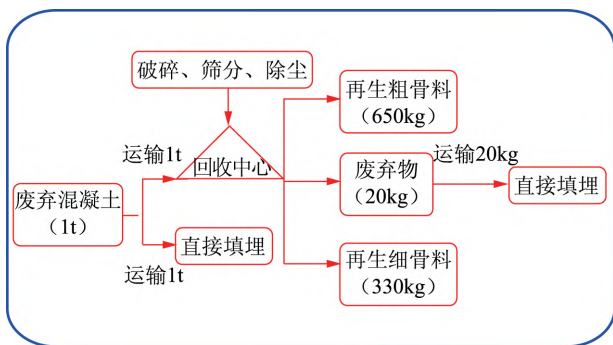 破碎、筛分、除尘
再生粗骨料
（650kg）
运输1t
回收中心
废弃物
（20kg）
运输20kg
直接填埋
废弃混凝土
（1t）
直接填埋
运输1t
再生细骨料
（330kg）